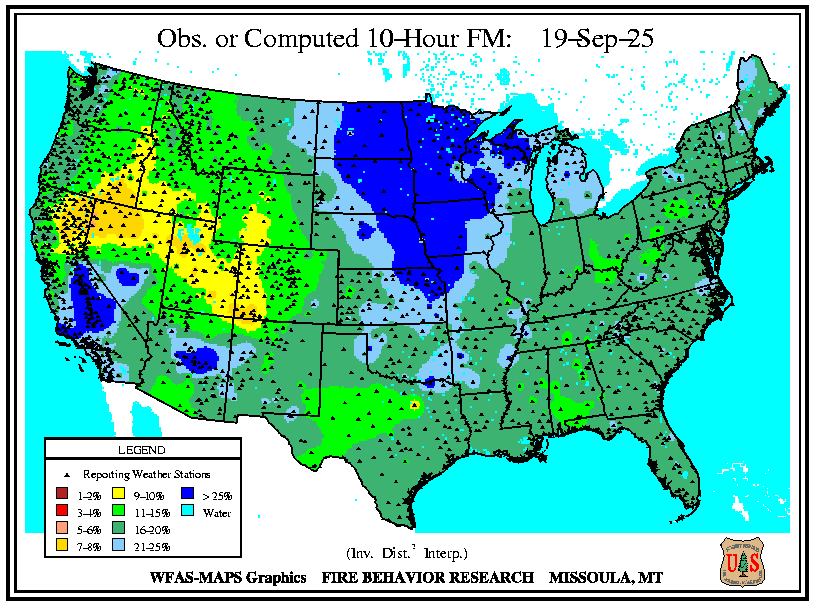 Obs. or Computed 10-Hour FM: 19-Sep-25
LEGEND
Reporting Weather Stations
1-2% 9-10% > 25%
3-4% 11-15% Water
5-6% 16-20%
7-8% 21-25%
(Inv. Dist.² Interp.)
WFAS-MAPS Graphics FIRE BEHAVIOR RESEARCH MISSOULA, MT
U S